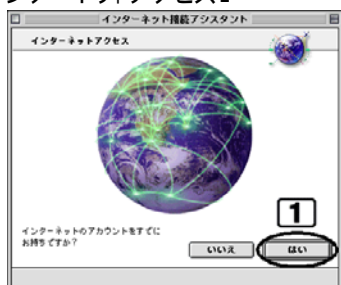 インターネット接続アシスタント
インターネットアクセス
1
インターネットのアカウントをすでに
お持ちですか?
いいえ
はい